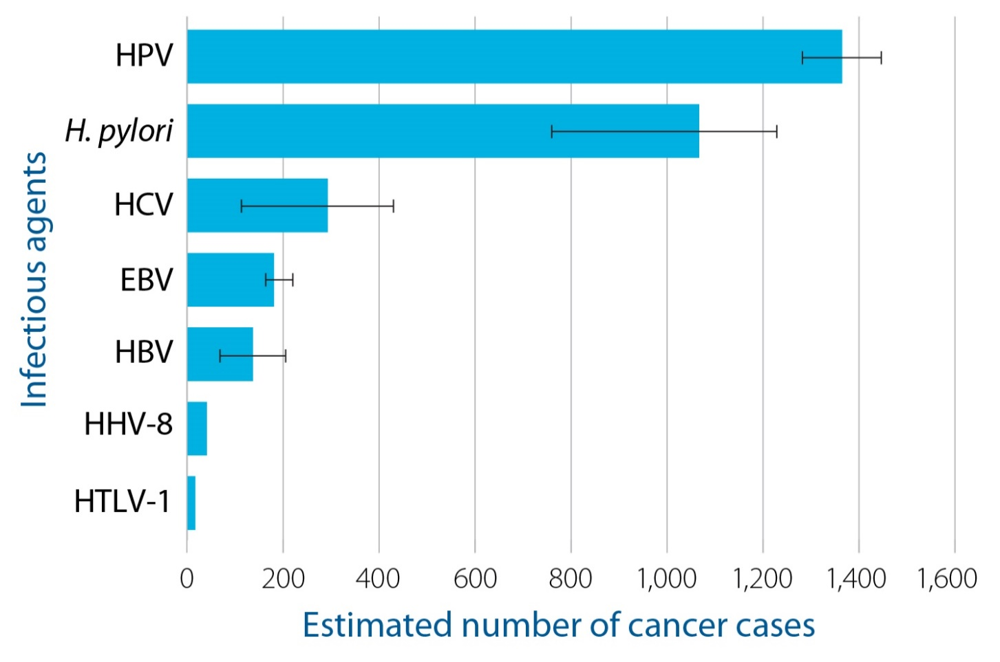 HPV
H. pylori
HCV
EBV
HBV
HHV-8
HTLV-1
Infectious agents
0 200 400 600 800 1,000 1,200 1,400 1,600
Estimated number of cancer cases